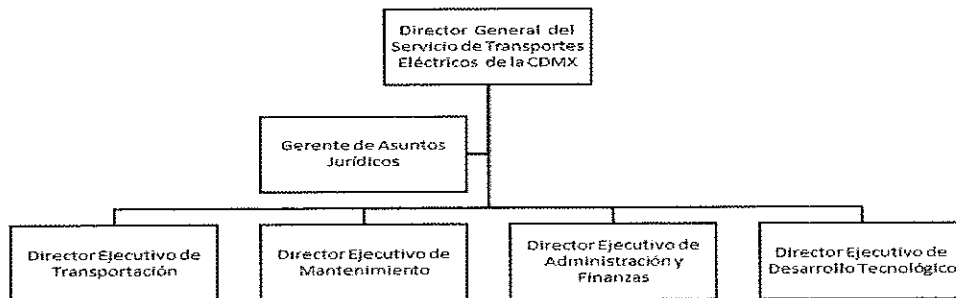 Director General del
Servicio de Transportes
Eléctricos de la CDMX
Gerente de Asuntos
Jurídicos
Director Ejecutivo de
Transportación
Director Ejecutivo de
Mantenimiento
Director Ejecutivo de
Administración y
Finanzas
Director Ejecutivo de
Desarrollo Tecnológico